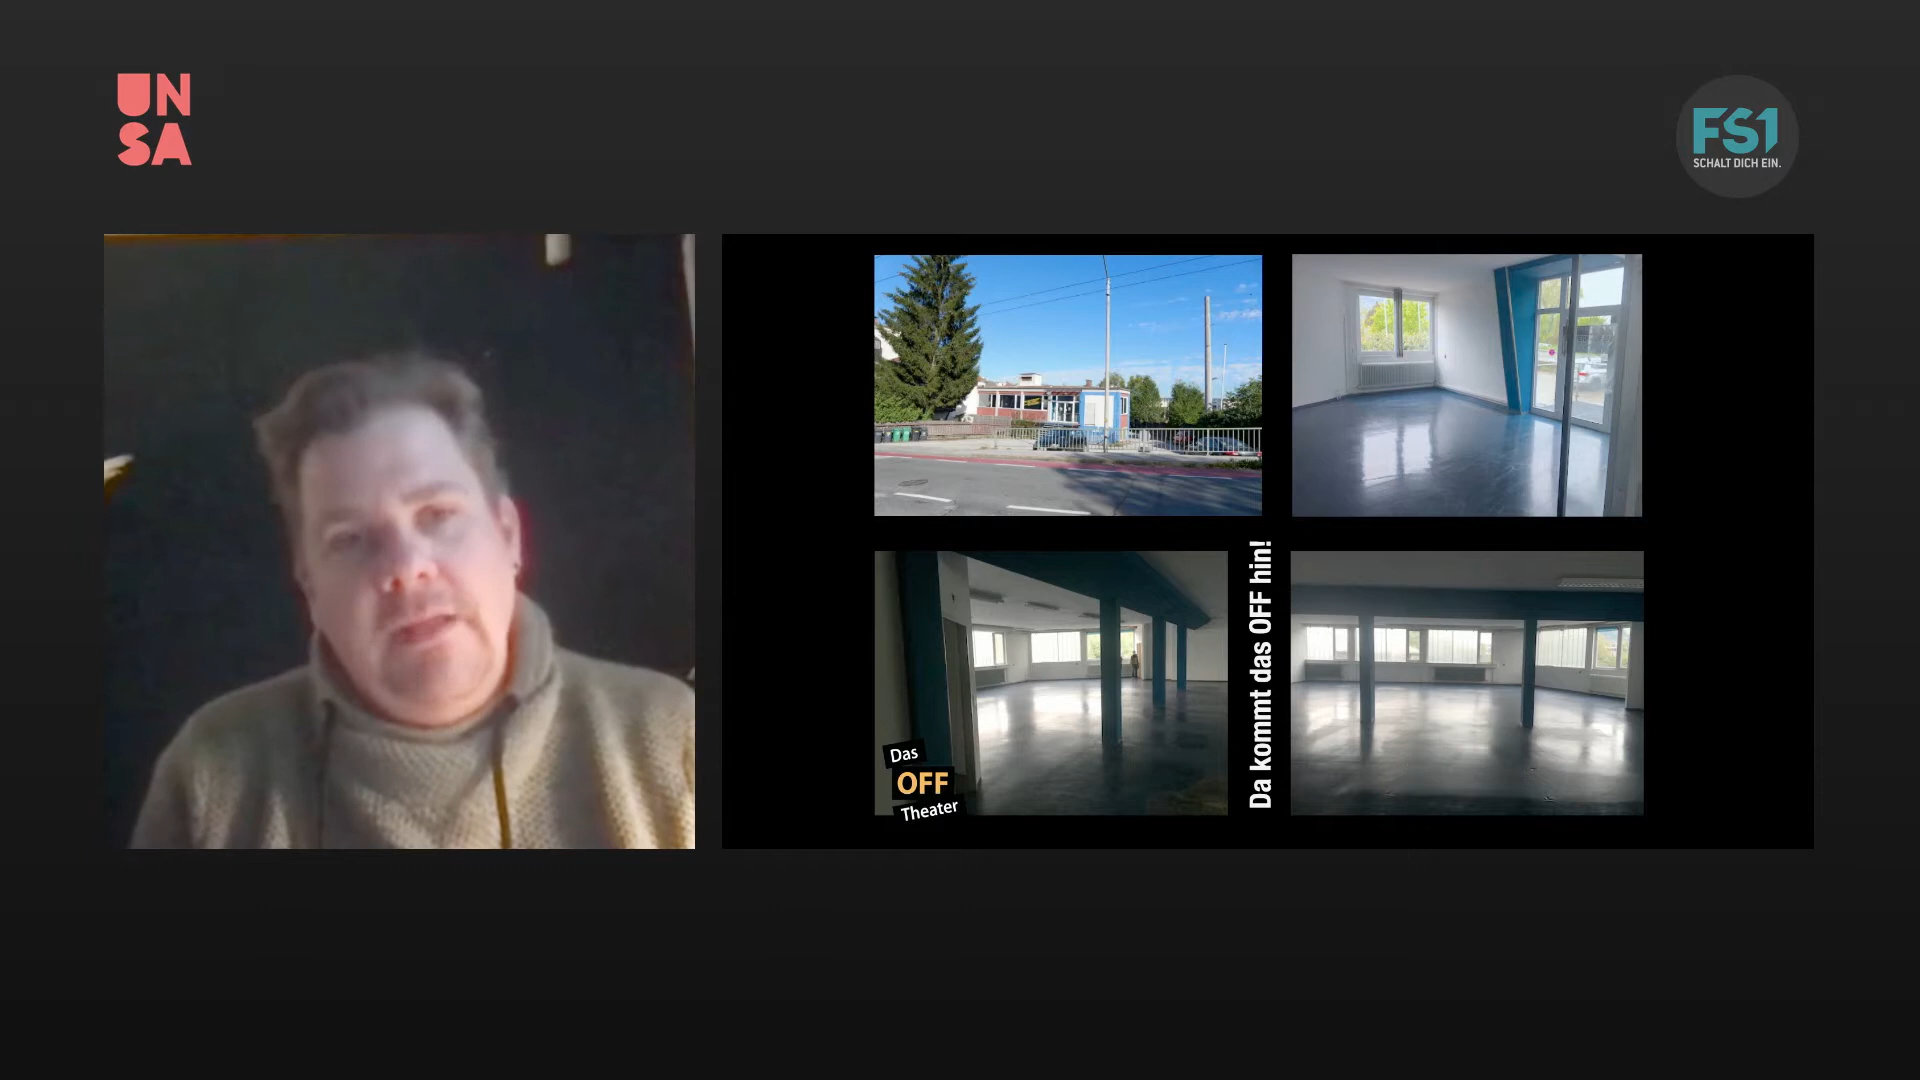 UN
SA
FS1
SCHALT DICH EIN.
Da kommt das OFF hin!
Das
OFF
Theater